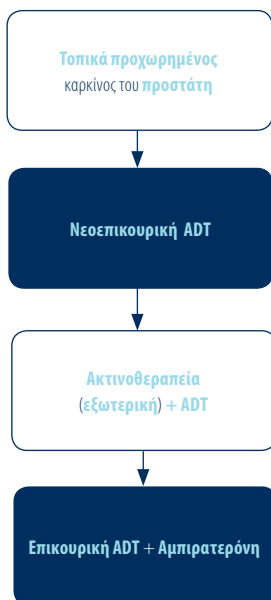 Τοπικά προχωρημένος
καρκίνος του προστάτη
Νεοεπικουρική ADT
Ακτινοθεραπεία
(εξωτερική) + ADT
Επικουρική ADT + Αμπιρατερόνη